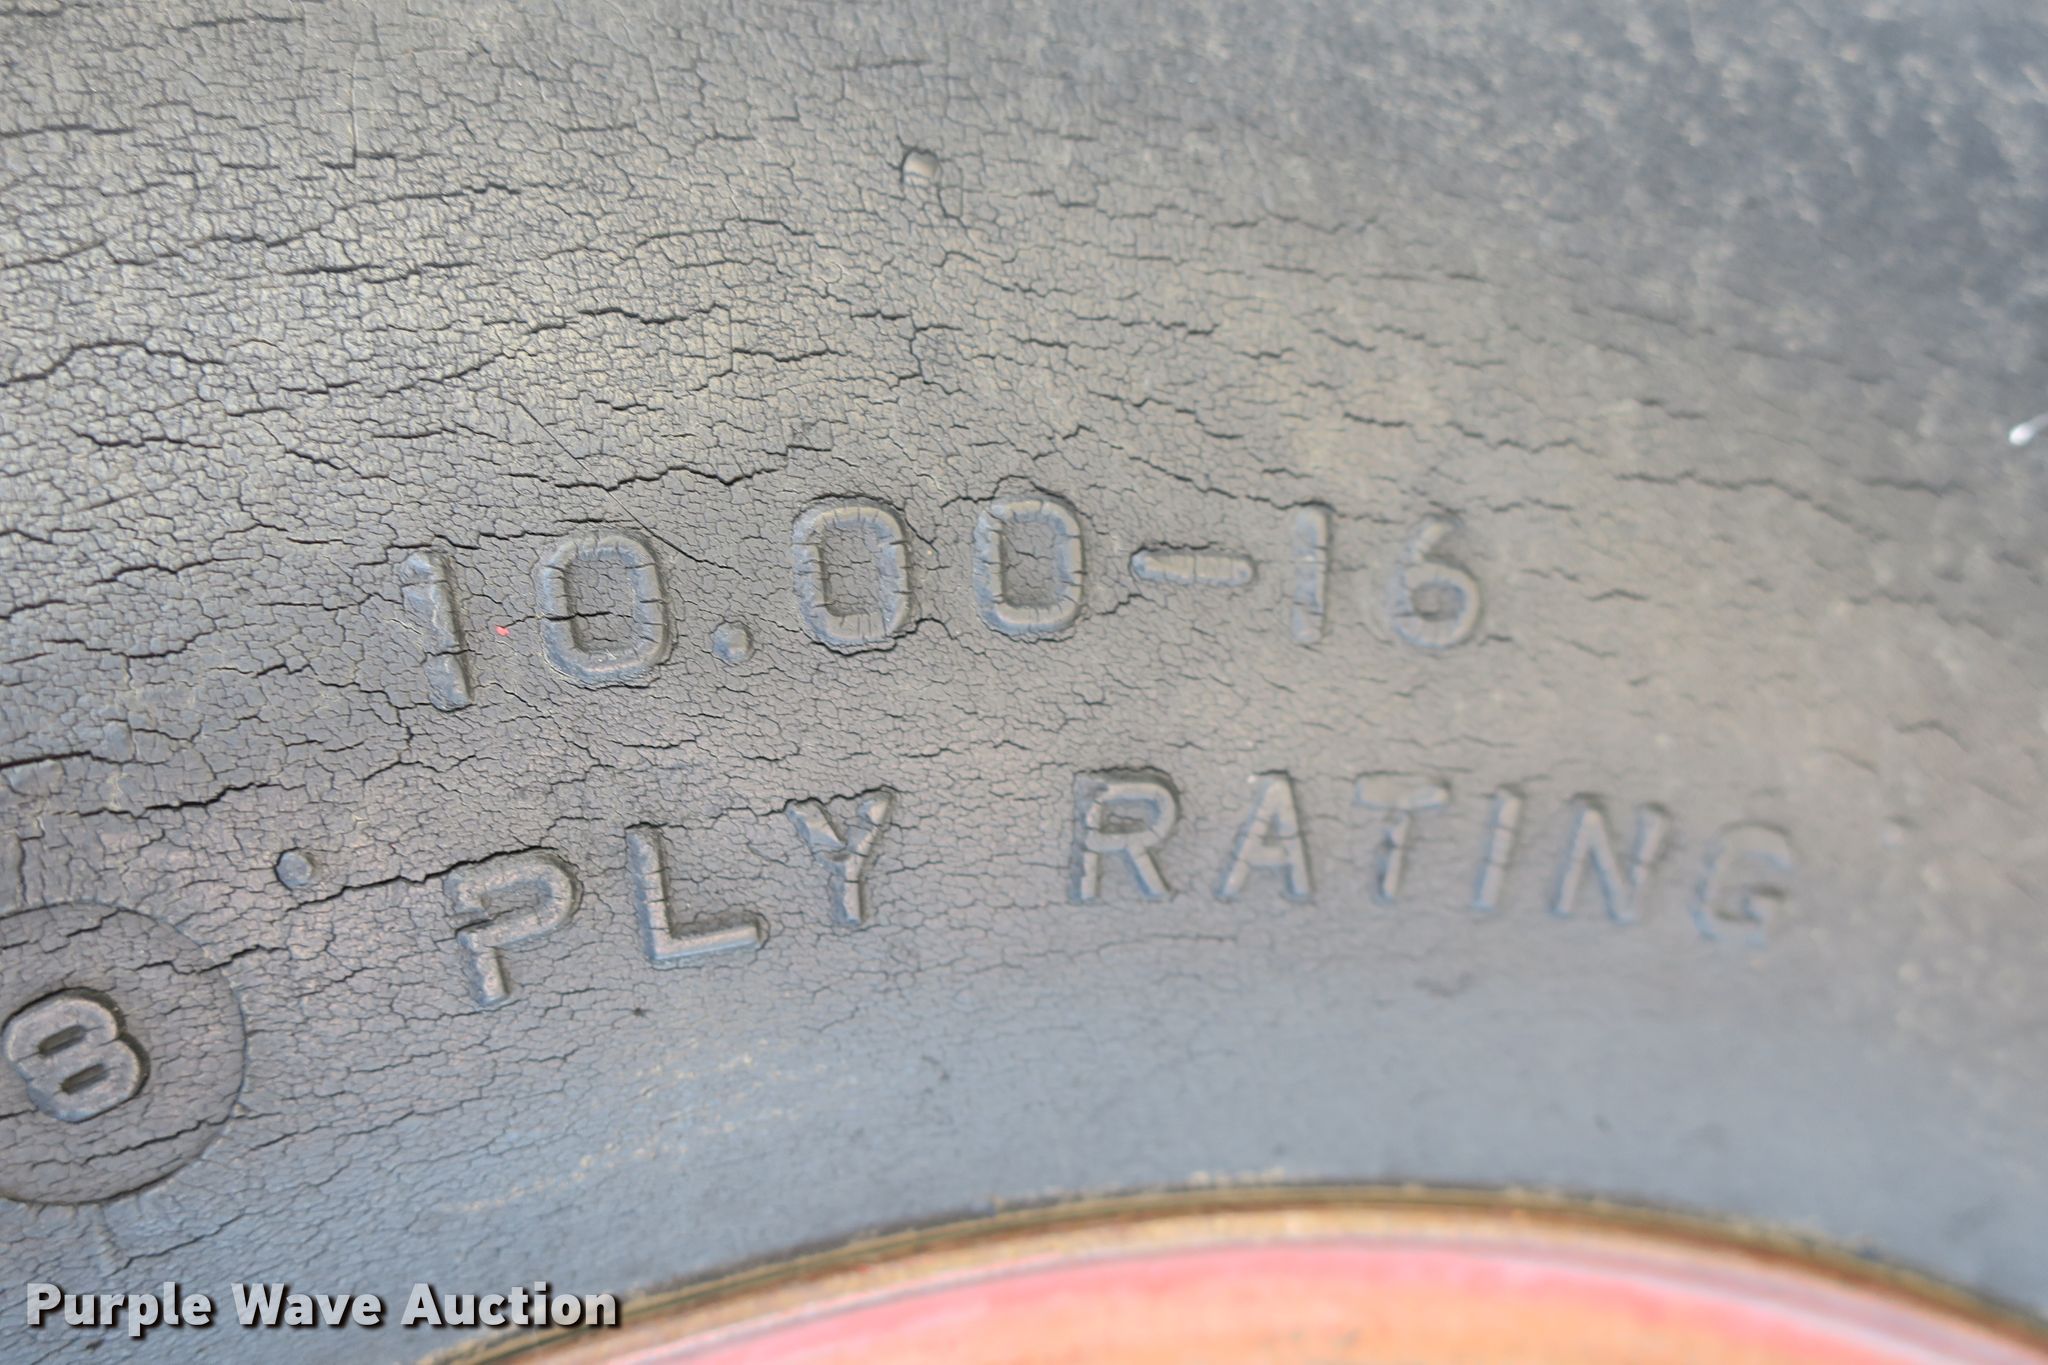 10.00-16
8 PLY RATING
Purple Wave Auction